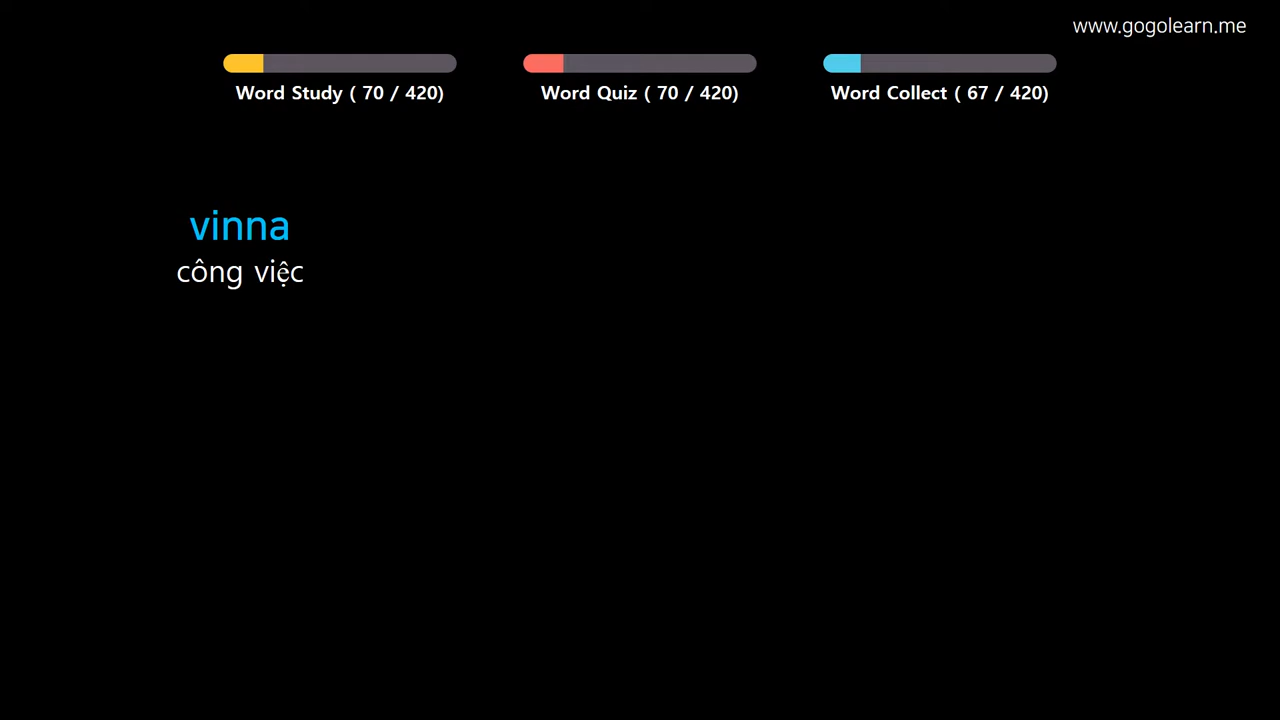 www.gogolearn.me
Word Study ( 70 / 420)
Word Quiz ( 70 / 420)
Word Collect ( 67 / 420)
vinna
công việc